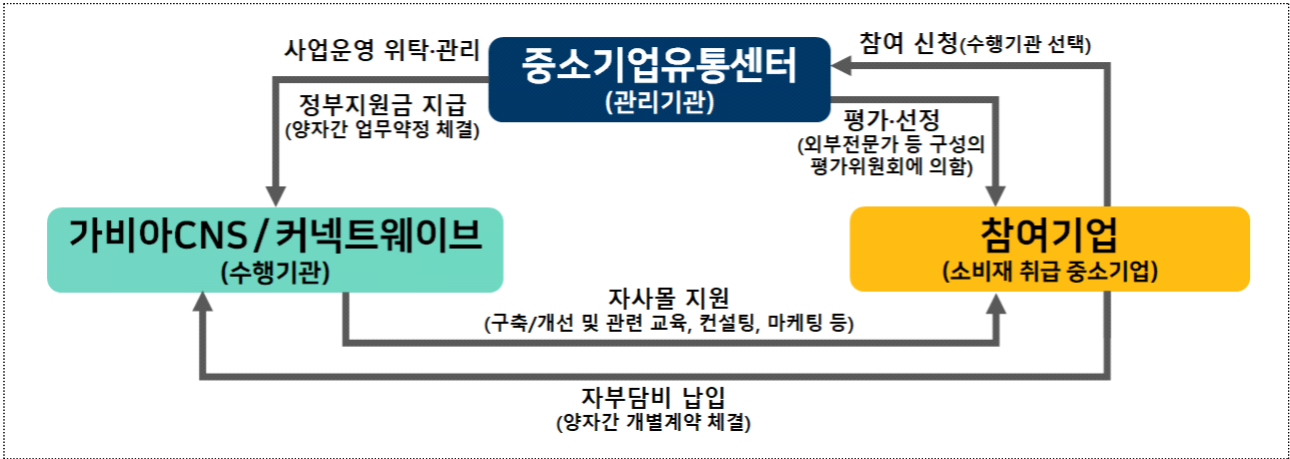 사업운영 위탁·관리
정부지원금 지급
(양자간 업무약정 체결)
중소기업유통센터
(관리기관)
참여 신청(수행기관 선택)
평가·선정
(외부전문가 등 구성의
평가위원회에 의함)
가비아CNS/커넥트웨이브
(수행기관)
참여기업
(소비재 취급 중소기업)
자사몰 지원
(구축/개선 및 관련 교육, 컨설팅, 마케팅 등)
자부담비 납입
(양자간 개별계약 체결)